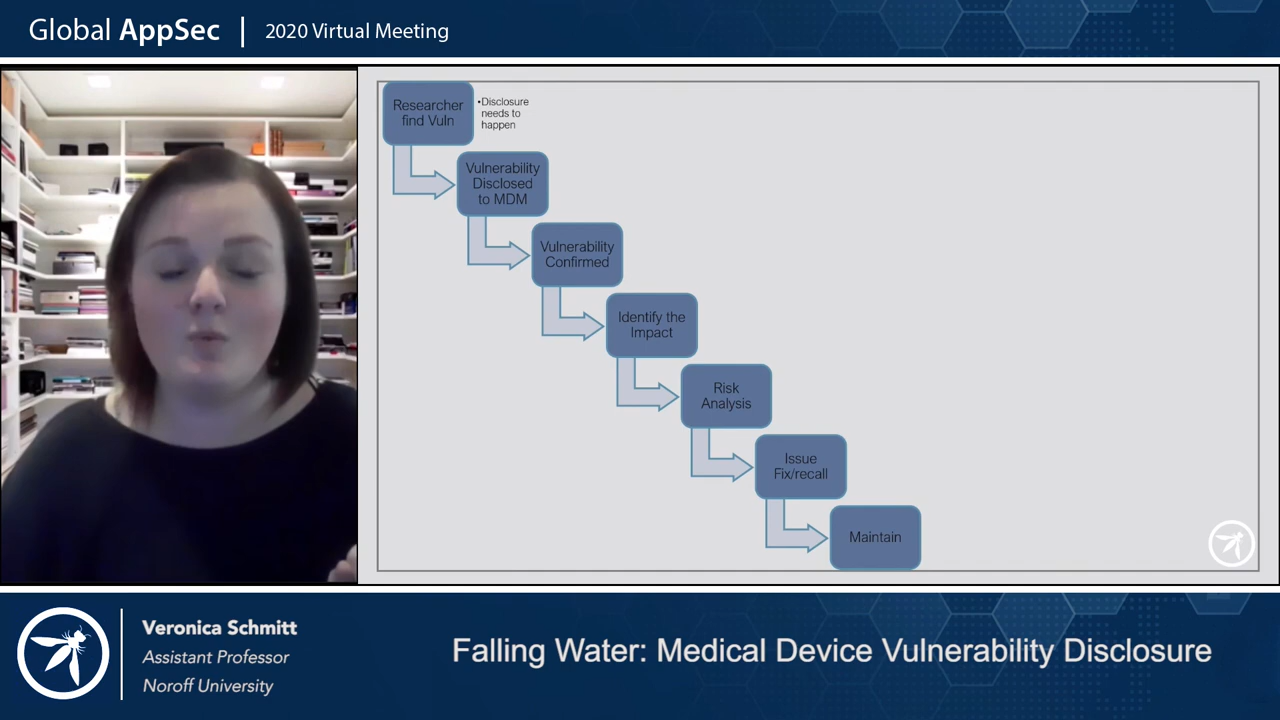 Global AppSec | 2020 Virtual Meeting
Researcher
find Vuln
•Disclosure
needs to
happen
Vulnerability
Disclosed
to MDM
Vulnerability
Confirmed
Identify the
Impact
Risk
Analysis
Issue
Fix/recall
Maintain
Veronica Schmitt
Assistant Professor
Noroff University
Falling Water: Medical Device Vulnerability Disclosure